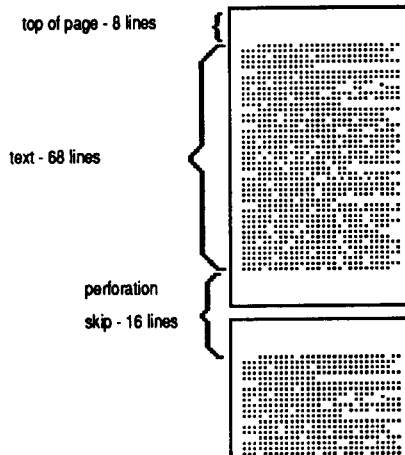 top of page - 8 lines
text - 68 lines
perforation
skip - 16 lines